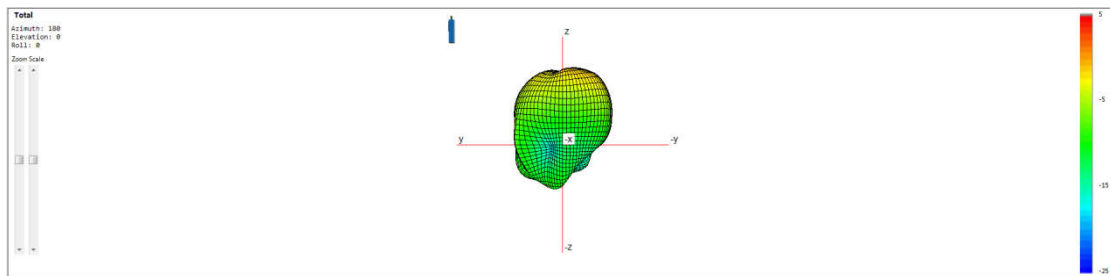 Total
Azimuth: 180
Elevation: 0
Roll: 0
Zoom Scale
z
y
-x
-y
-z
5
-5
-15
-25